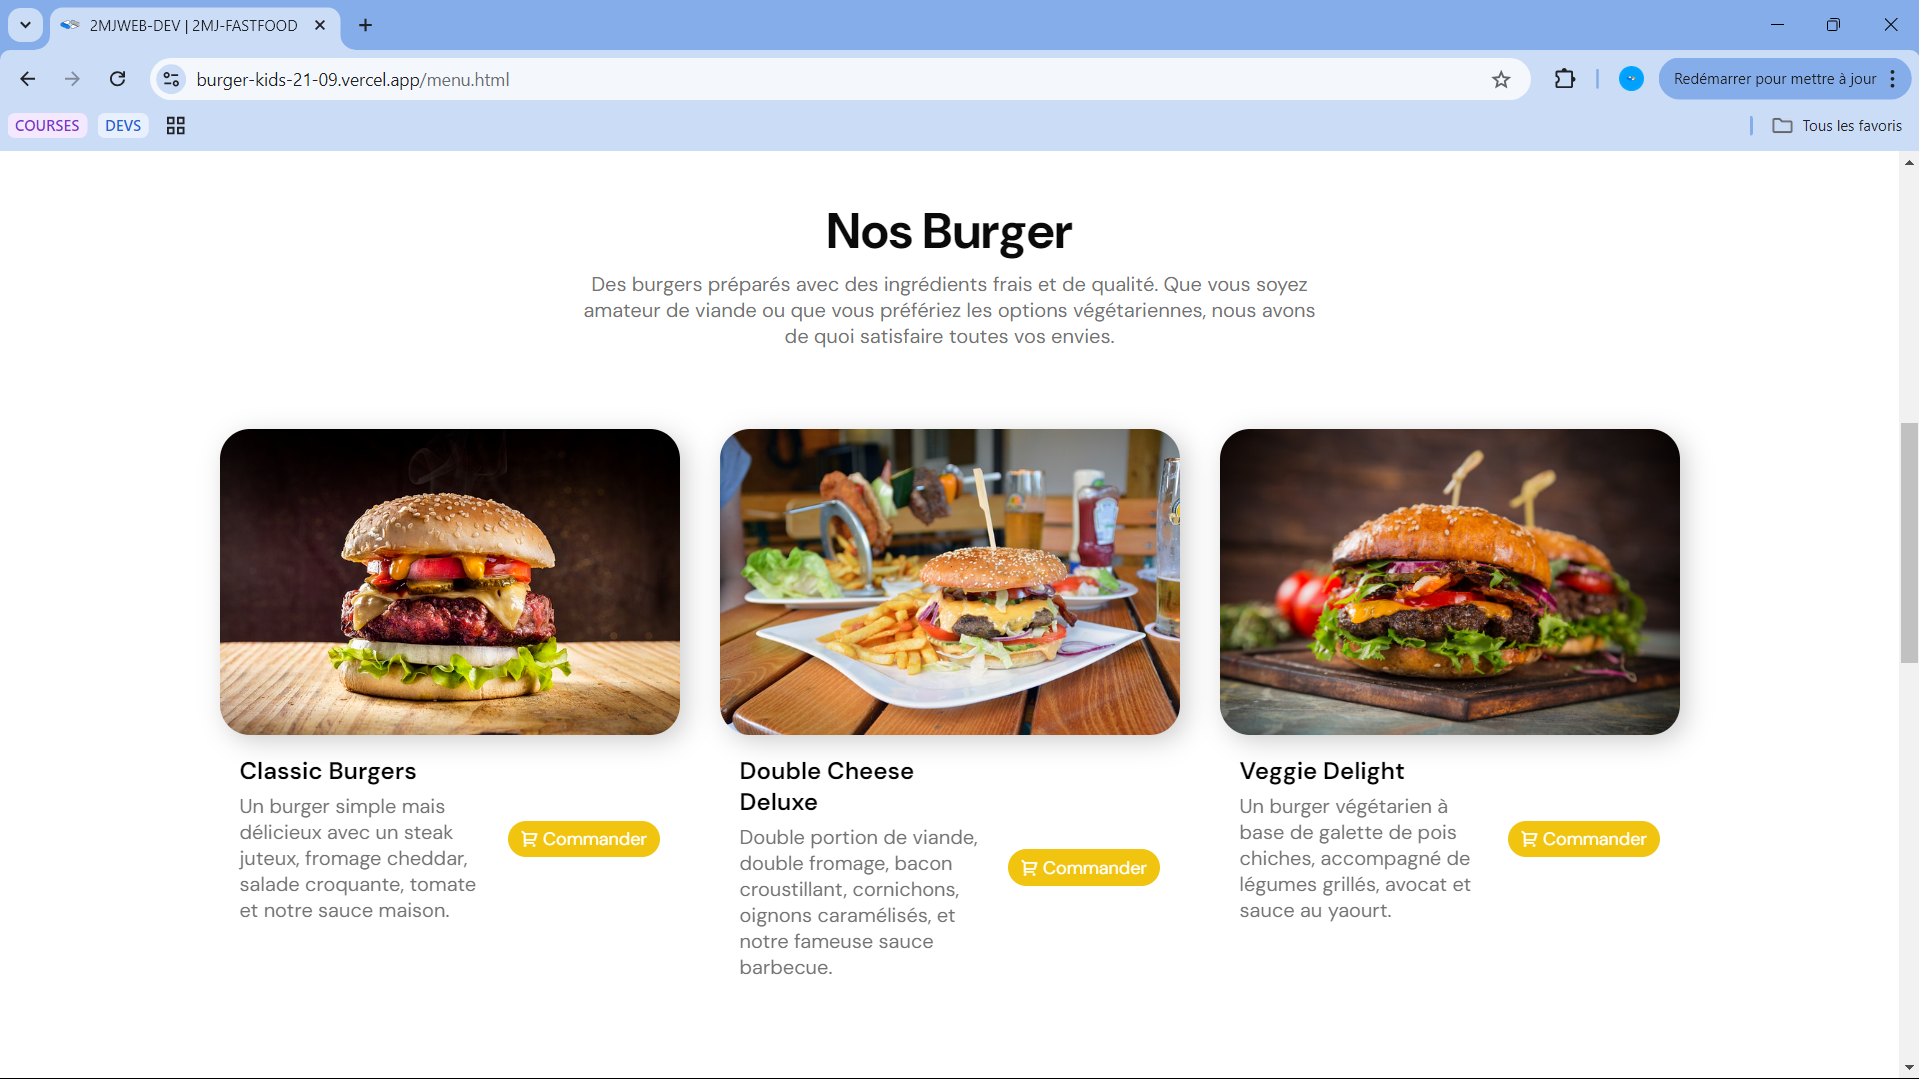 2MJWEB-DEV | 2MJ-FASTFOOD
burger-kids-21-09.vercel.app/menu.html
Redémarrer pour mettre à jour
COURSES
DEVS
Tous les favoris
Nos Burger
Des burgers préparés avec des ingrédients frais et de qualité. Que vous soyez
amateur de viande ou que vous préfériez les options végétariennes, nous avons
de quoi satisfaire toutes vos envies.
Classic Burgers
Un burger simple mais
délicieux avec un steak
juteux, fromage cheddar,
salade croquante, tomate
et notre sauce maison.
Commander
Double Cheese
Deluxe
Double portion de viande,
double fromage, bacon
croustillant, cornichons,
oignons caramélisés, et
notre fameuse sauce
barbecue.
Commander
Veggie Delight
Un burger végétarien à
base de galette de pois
chiches, accompagné de
légumes grillés, avocat et
sauce au yaourt.
Commander